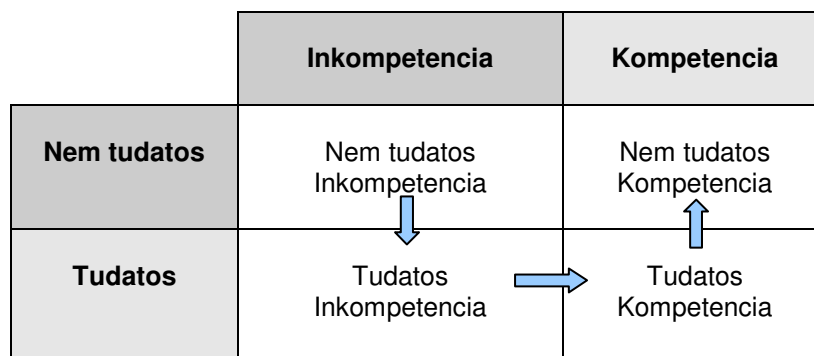 Inkompetencia
Kompetencia
Nem tudatos
Nem tudatos
Inkompetencia
Nem tudatos
Kompetencia
Tudatos
Tudatos
Inkompetencia
Tudatos
Kompetencia